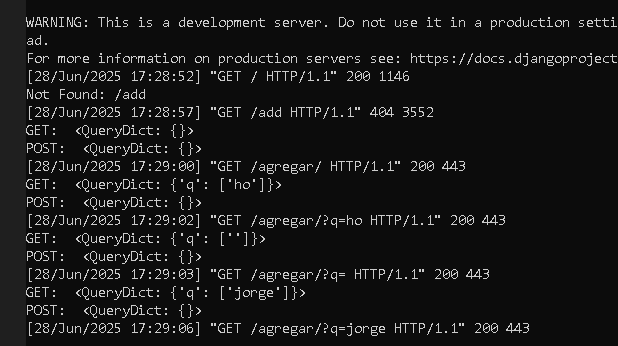 WARNING: This is a development server. Do not use it in a production setti
ad.
For more information on production servers see: https://docs.djangoproject
[28/Jun/2025 17:28:52] "GET / HTTP/1.1" 200 1146
Not Found: /add
[28/Jun/2025 17:28:57] "GET /add HTTP/1.1" 404 3552
GET:  <QueryDict: {}>
POST:  <QueryDict: {}>
[28/Jun/2025 17:29:00] "GET /agregar/ HTTP/1.1" 200 443
GET:  <QueryDict: {'q': ['ho']}>
POST:  <QueryDict: {}>
[28/Jun/2025 17:29:02] "GET /agregar/?q=ho HTTP/1.1" 200 443
GET:  <QueryDict: {'q': ['']}>
POST:  <QueryDict: {}>
[28/Jun/2025 17:29:03] "GET /agregar/?q= HTTP/1.1" 200 443
GET:  <QueryDict: {'q': ['jorge']}>
POST:  <QueryDict: {}>
[28/Jun/2025 17:29:06] "GET /agregar/?q=jorge HTTP/1.1" 200 443